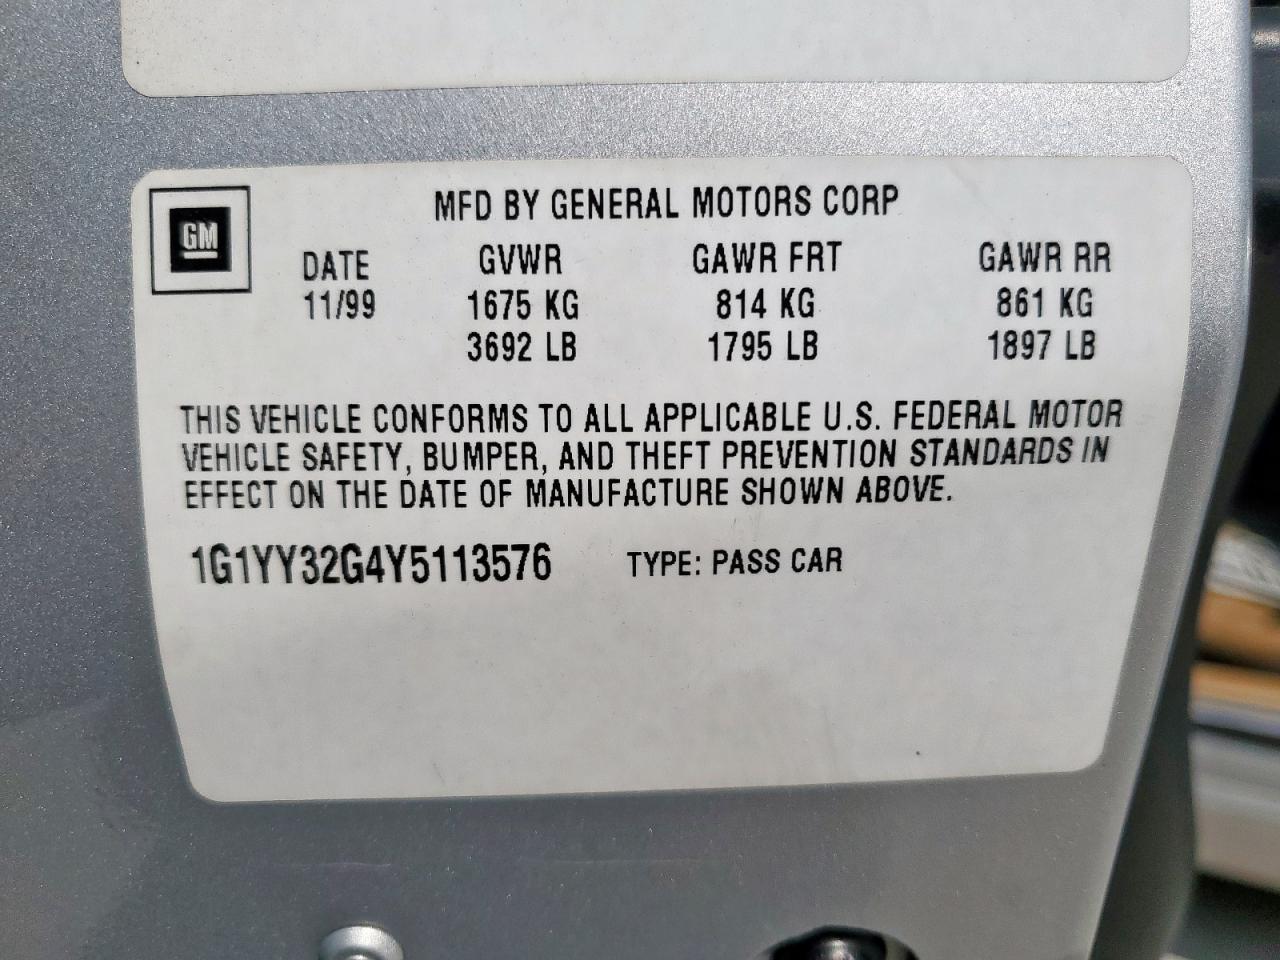 GM
MFD BY GENERAL MOTORS CORP
DATE GVWR GAWR FRT GAWR RR
11/99 1675 KG 814 KG 861 KG
3692 LB 1795 LB 1897 LB
THIS VEHICLE CONFORMS TO ALL APPLICABLE U.S. FEDERAL MOTOR
VEHICLE SAFETY, BUMPER, AND THEFT PREVENTION STANDARDS IN
EFFECT ON THE DATE OF MANUFACTURE SHOWN ABOVE.
1G1YY32G4Y5113576 TYPE: PASS CAR